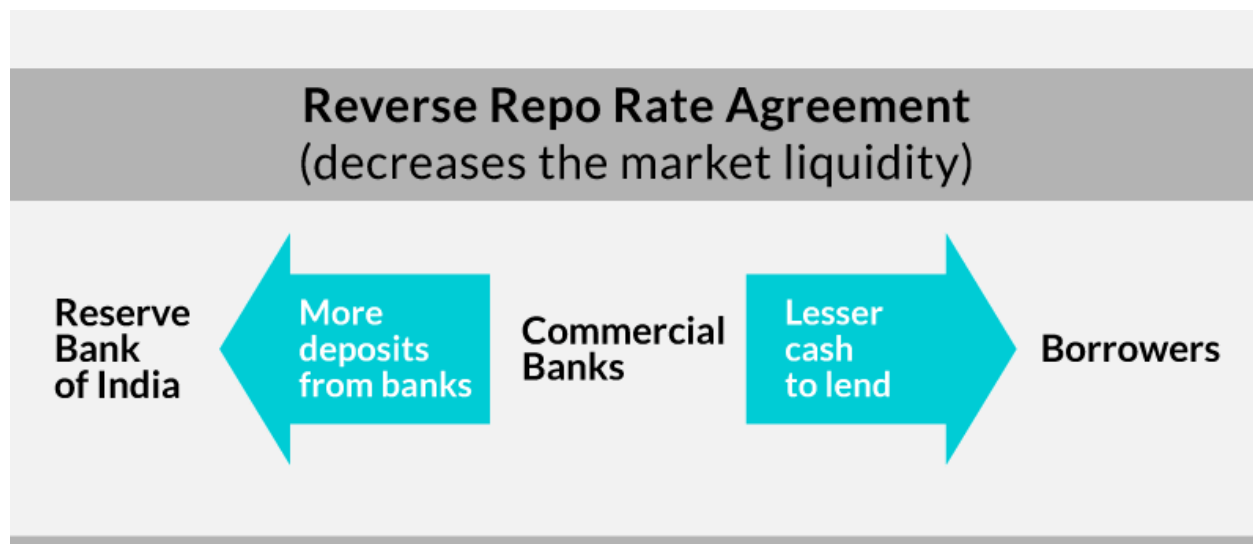 Reverse Repo Rate Agreement
(decreases the market liquidity)
Reserve
Bank
of India
More
deposits
from banks
Commercial
Banks
Lesser
cash
to lend
Borrowers